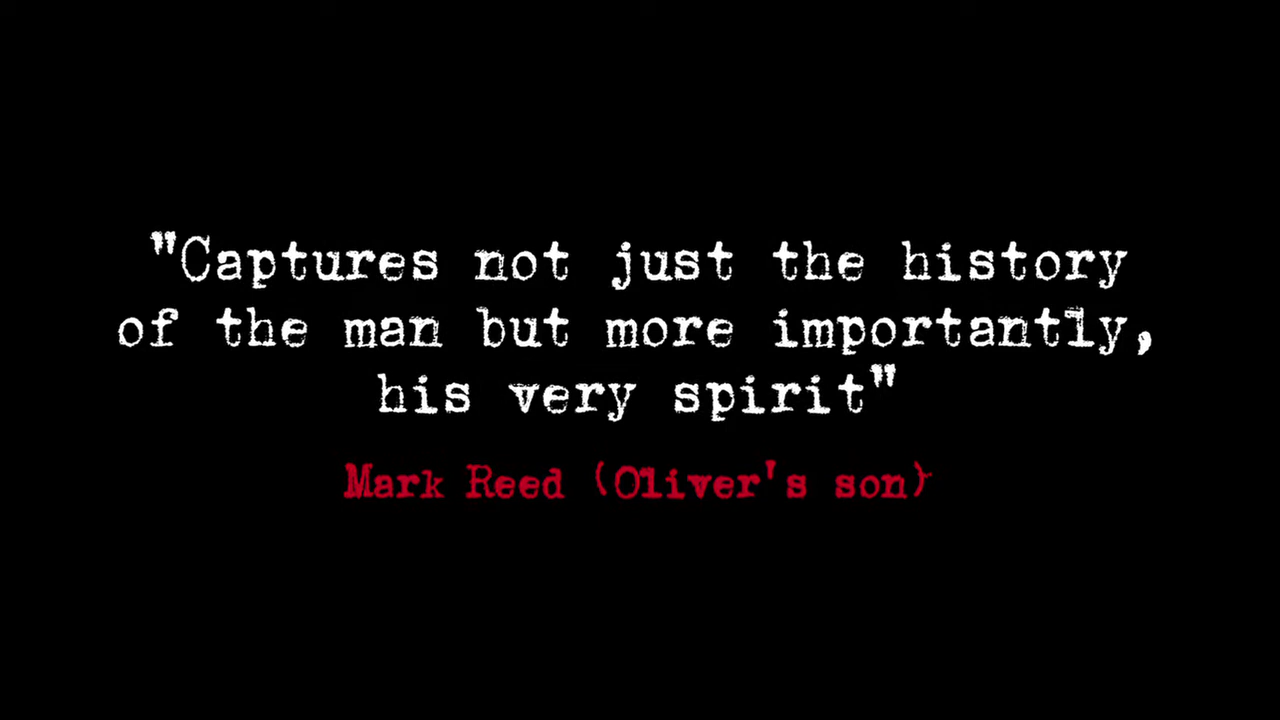 "Captures not just the history
of the man but more importantly,
his very spirit"
Mark Reed (Oliver's son)